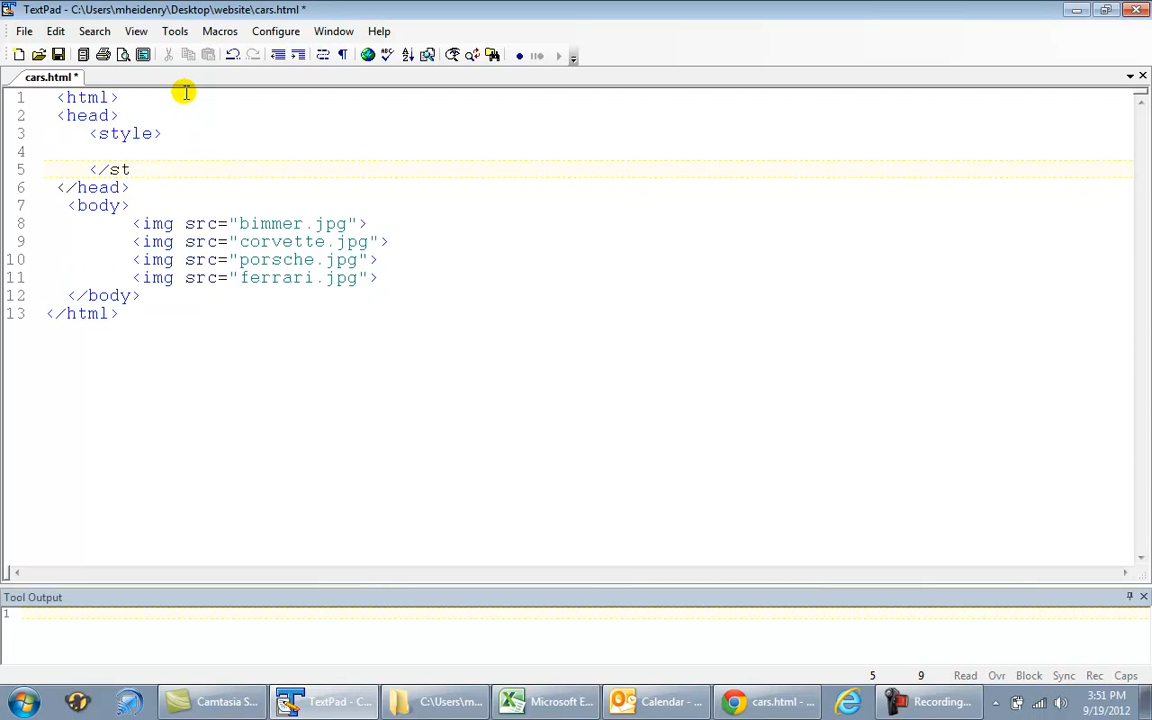 TextPad - C:\Users\mheidenry\Desktop\website\cars.html *
File Edit Search View Tools Macros Configure Window Help
cars.html *
1 <html>
2 <head>
3 <style>
4
5 </st
6 </head>
7 <body>
8 <img src="bimmer.jpg">
9 <img src="corvette.jpg">
10 <img src="porsche.jpg">
11 <img src="ferrari.jpg">
12 </body>
13 </html>
Tool Output
1
5 9 Read Ovr Block Sync Rec Caps
Camtasia S... TextPad - C... C:\Users\m... Microsoft E... Calendar - ... cars.html - ... Recording...
3:51 PM
9/19/2012